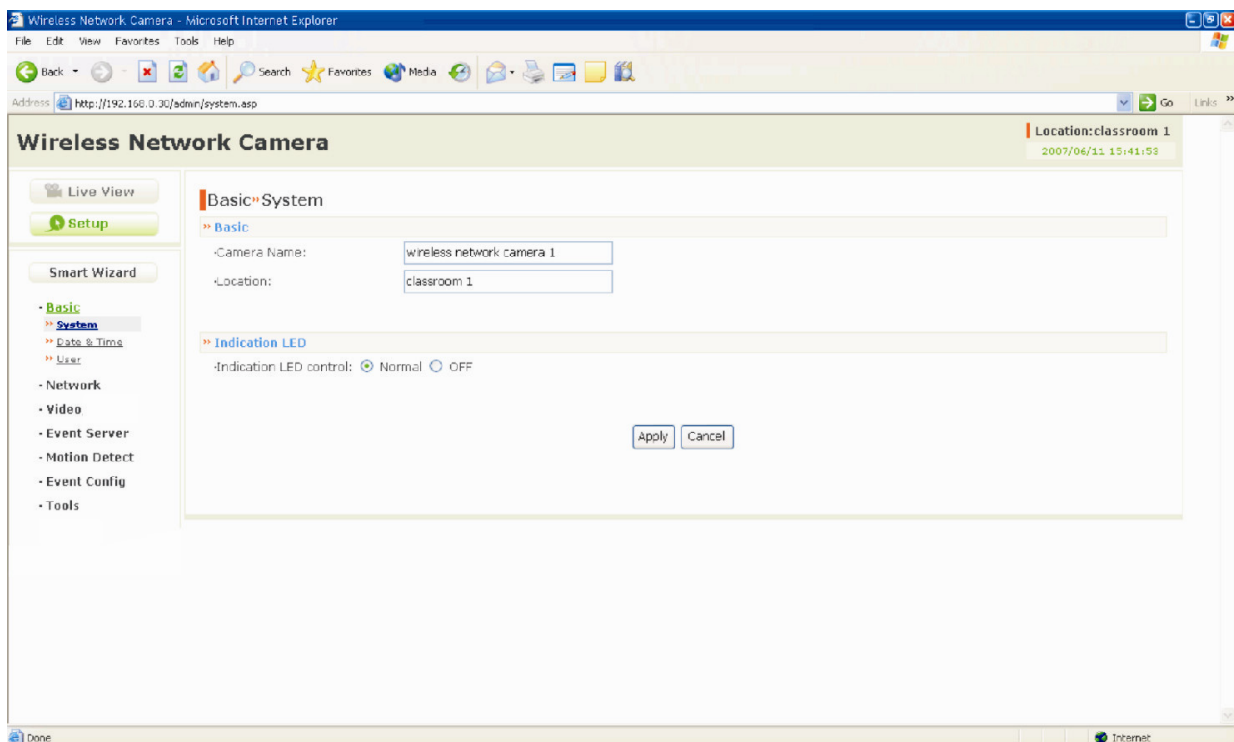 Wireless Network Camera - Microsoft Internet Explorer
File Edit View Favorites Tools Help
Back Search Favorites Media
Address http://192.168.0.30/admin/system.asp Go Links »
Wireless Network Camera
Location:classroom 1
2007/06/11 15:41:53
Live View
Setup
Smart Wizard
- Basic
» System
» Date & Time
» User
- Network
- Video
- Event Server
- Motion Detect
- Event Config
- Tools
Basic»System
» Basic
·Camera Name: wireless network camera 1
·Location: classroom 1
» Indication LED
·Indication LED control: Normal OFF
Apply Cancel
Done Internet